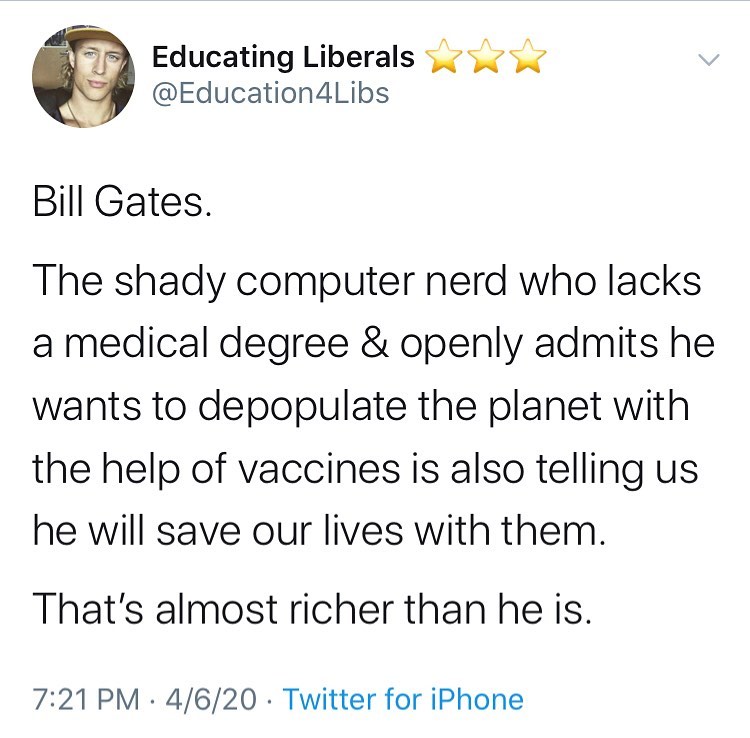 Educating Liberals ⭐⭐⭐
@Education4Libs
Bill Gates.
The shady computer nerd who lacks
a medical degree & openly admits he
wants to depopulate the planet with
the help of vaccines is also telling us
he will save our lives with them.
That's almost richer than he is.
7:21 PM · 4/6/20 · Twitter for iPhone